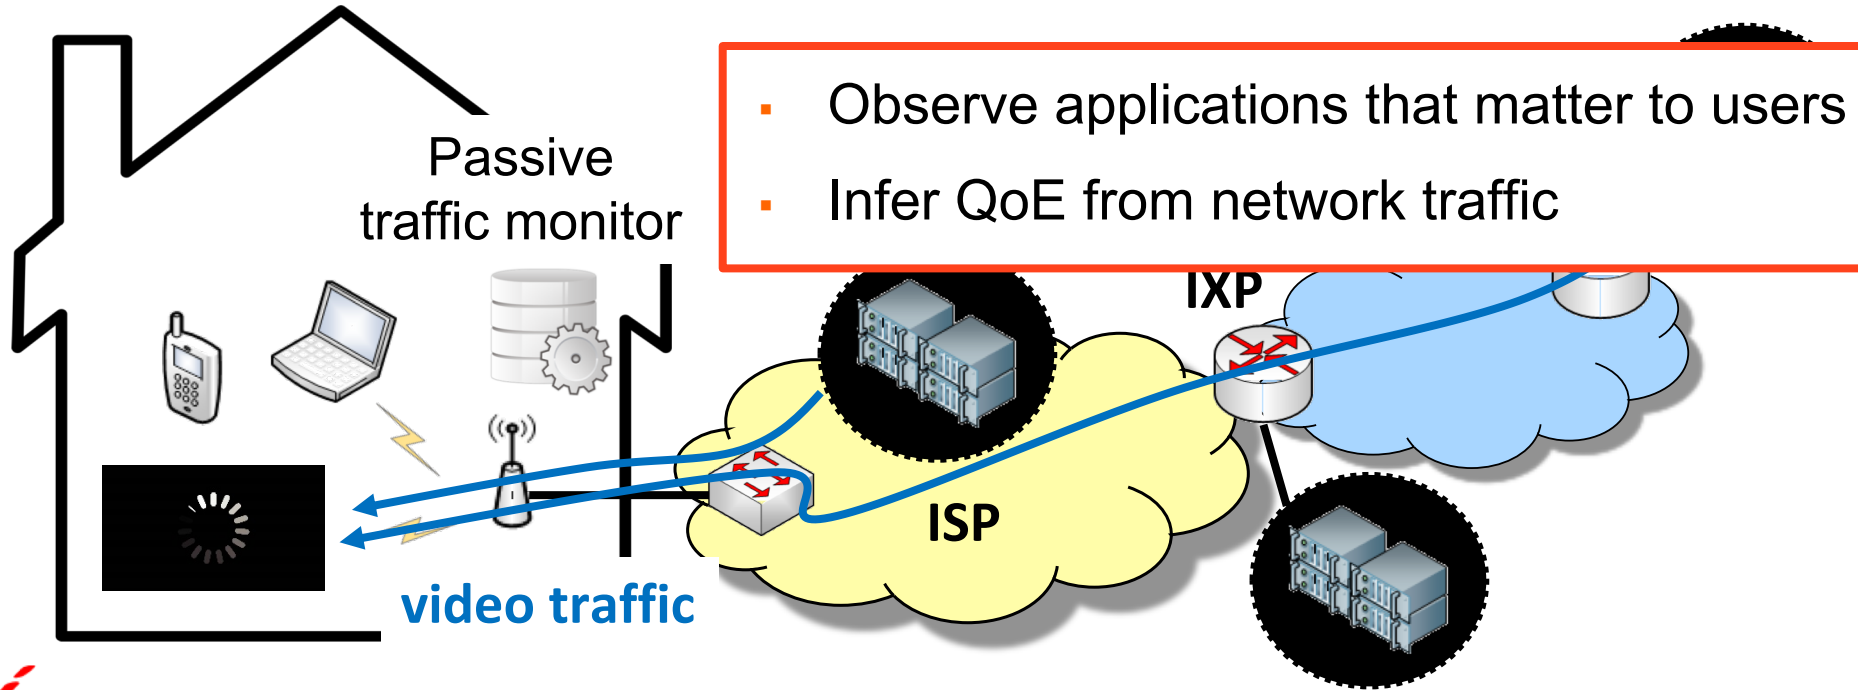 ▪ Observe applications that matter to users
▪ Infer QoE from network traffic
Passive
traffic monitor
IXP
ISP
video traffic